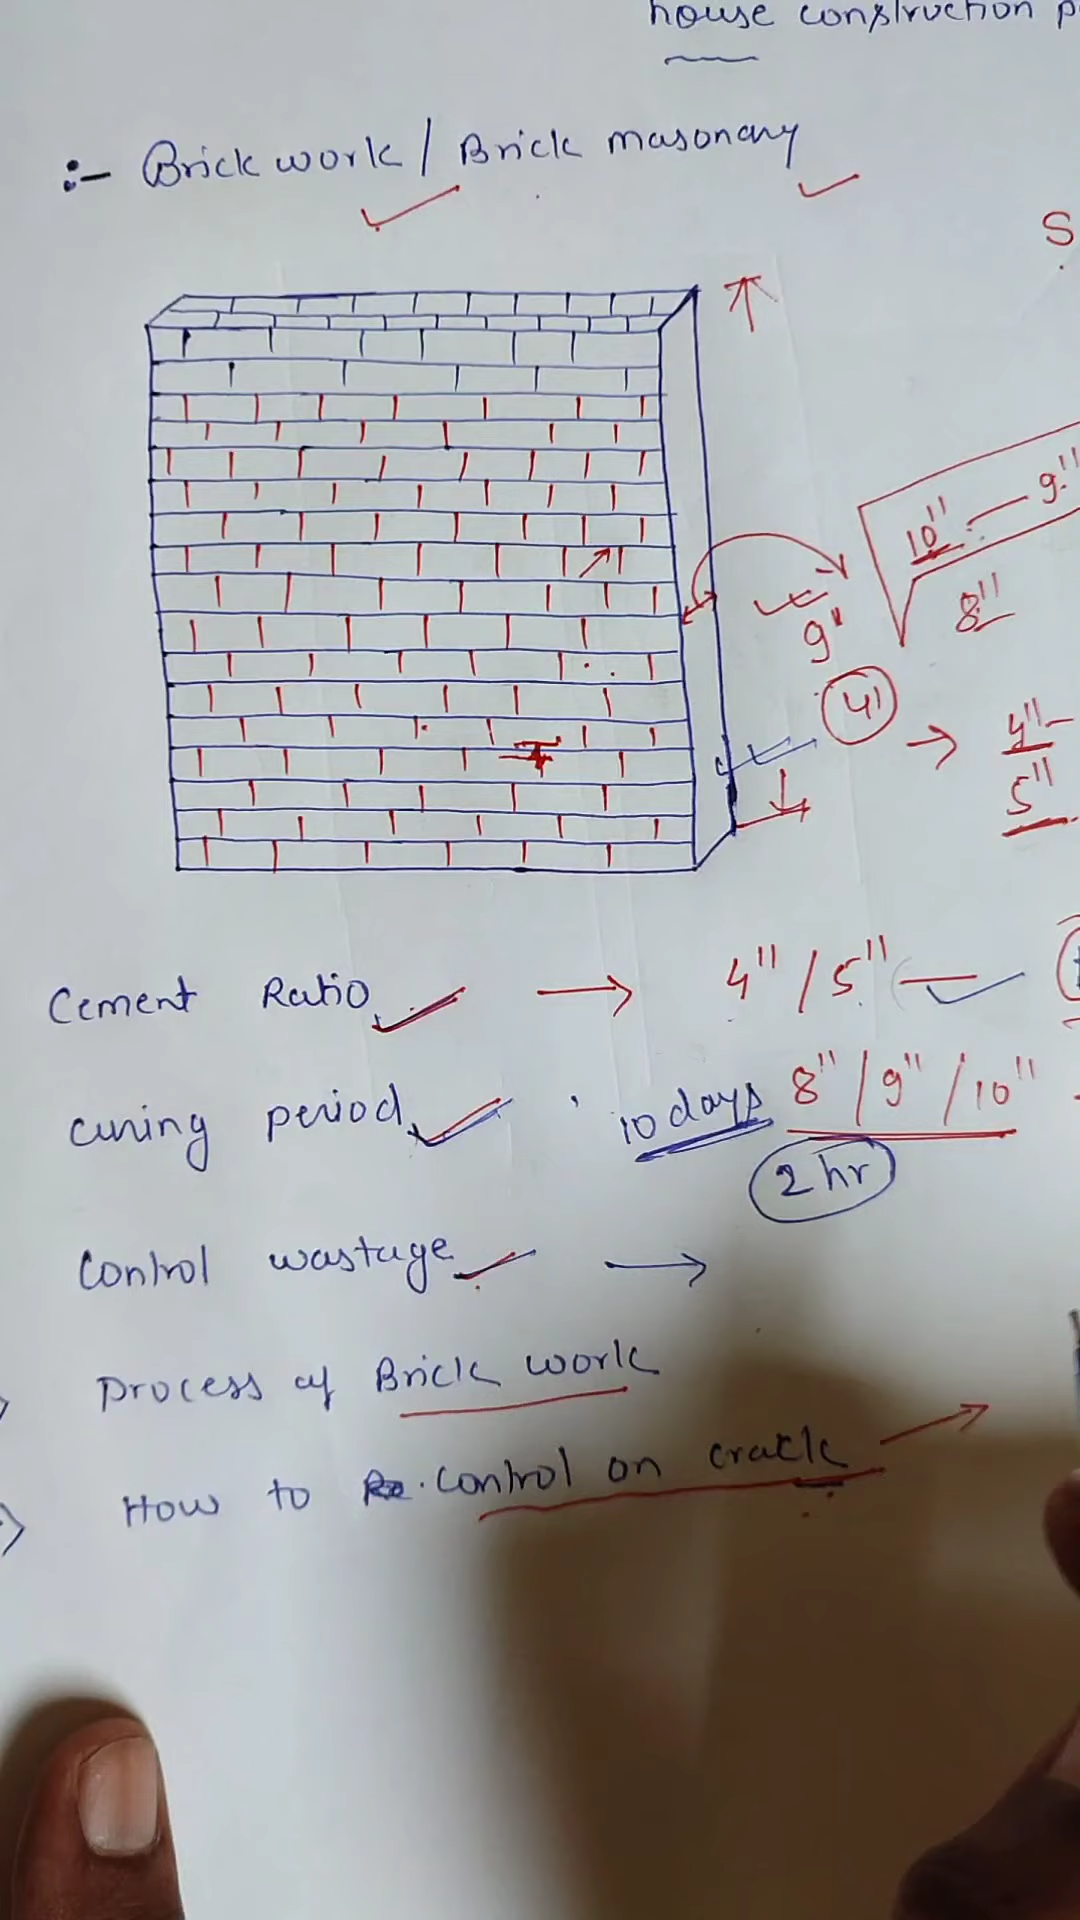 house construction
:- Brick work / Brick masonary
S
10" - 9"
8"
9"
4'
4"-
5"
Cement Ratio → 4" / 5"
curing period 10 days 8" / 9" / 10"
2 hr
Control wastage →
Process of Brick work
How to control on crack